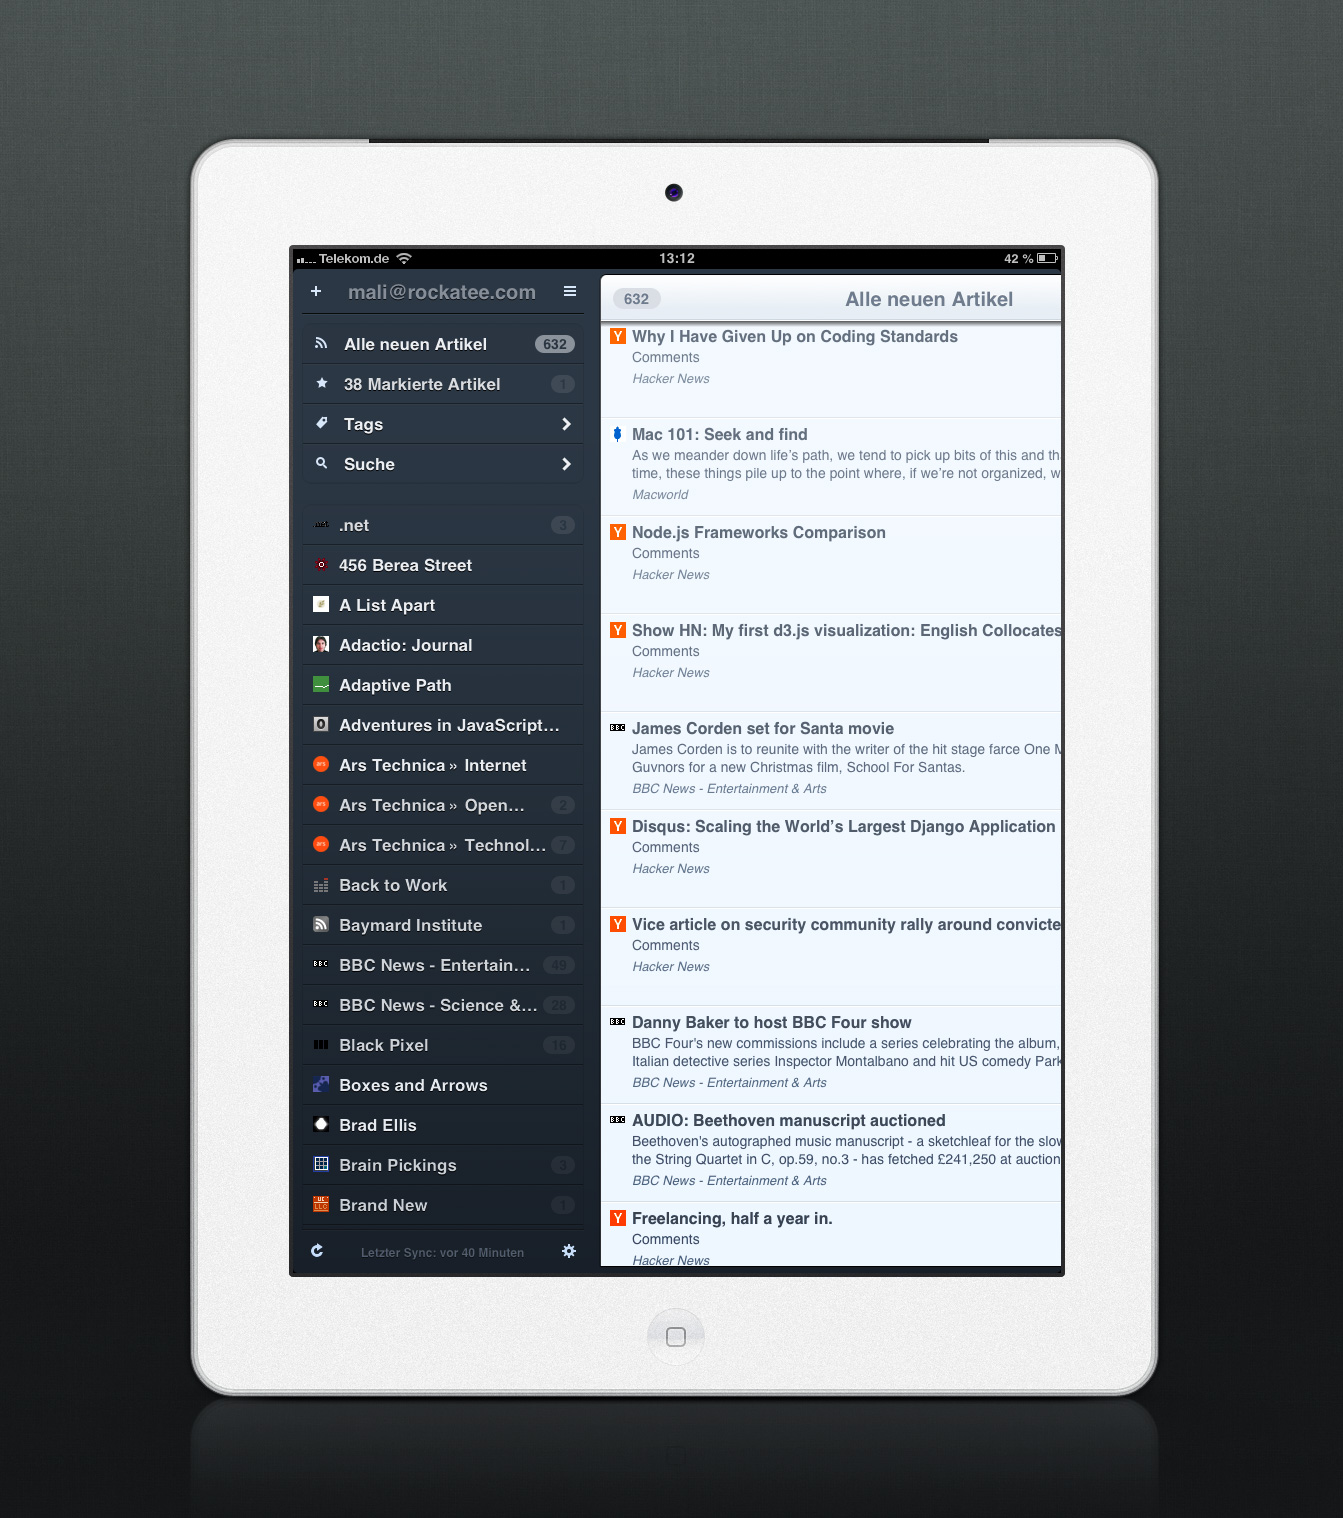 Telekom.de
13:12
42 %
mali@rockatee.com
Alle neuen Artikel 632
38 Markierte Artikel 1
Tags
Suche
.net 3
456 Berea Street
A List Apart
Adactio: Journal
Adaptive Path
Adventures in JavaScript…
Ars Technica » Internet
Ars Technica » Open… 2
Ars Technica » Technol… 7
Back to Work 1
Baymard Institute 1
BBC BBC News - Entertain… 49
BBC BBC News - Science &… 28
Black Pixel 16
Boxes and Arrows
Brad Ellis
Brain Pickings 3
Brand New 1
Letzter Sync: vor 40 Minuten
632 Alle neuen Artikel
Y Why I Have Given Up on Coding Standards
Comments
Hacker News
Mac 101: Seek and find
As we meander down life’s path, we tend to pick up bits of this and th
time, these things pile up to the point where, if we’re not organized, w
Macworld
Y Node.js Frameworks Comparison
Comments
Hacker News
Y Show HN: My first d3.js visualization: English Collocates
Comments
Hacker News
BBC James Corden set for Santa movie
James Corden is to reunite with the writer of the hit stage farce One M
Guvnors for a new Christmas film, School For Santas.
BBC News - Entertainment & Arts
Y Disqus: Scaling the World’s Largest Django Application
Comments
Hacker News
Y Vice article on security community rally around convicte
Comments
Hacker News
BBC Danny Baker to host BBC Four show
BBC Four's new commissions include a series celebrating the album,
Italian detective series Inspector Montalbano and hit US comedy Park
BBC News - Entertainment & Arts
BBC AUDIO: Beethoven manuscript auctioned
Beethoven's autographed music manuscript - a sketchleaf for the slow
the String Quartet in C, op.59, no.3 - has fetched £241,250 at auction
BBC News - Entertainment & Arts
Y Freelancing, half a year in.
Comments
Hacker News